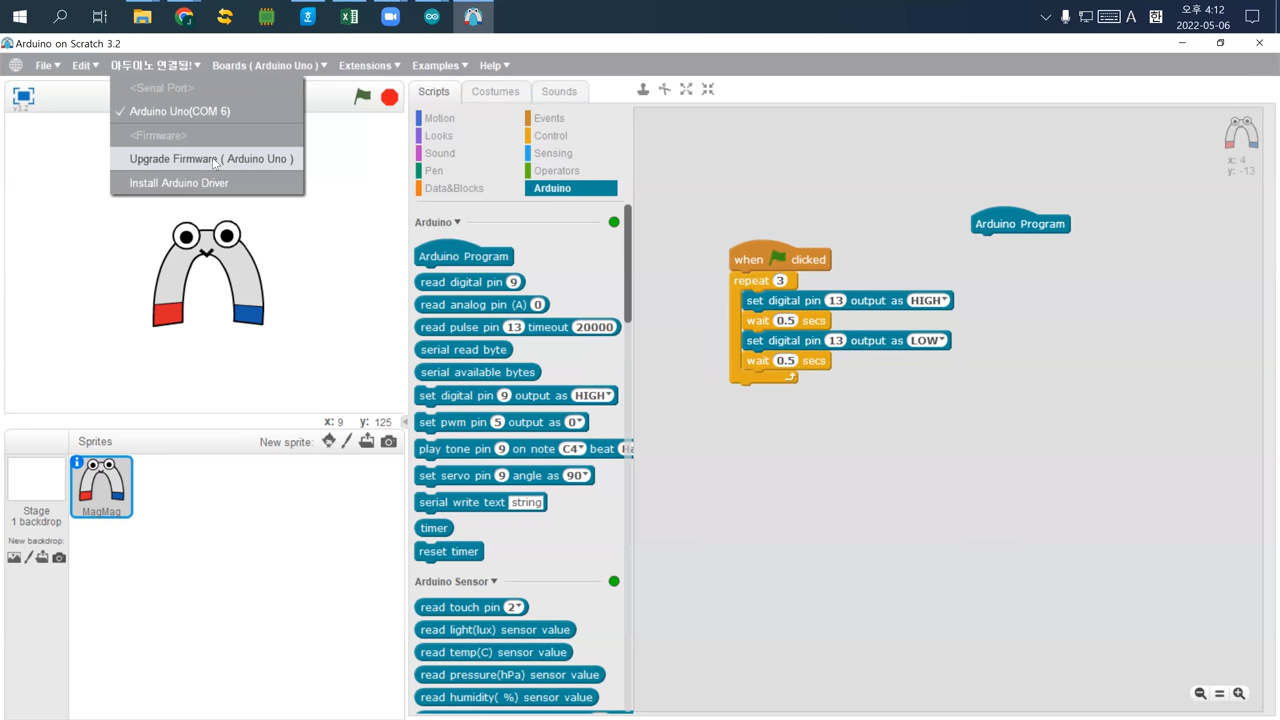 A 한 오후 4:12
2022-05-06
Arduino on Scratch 3.2
File Edit 아두이노 연결됨! Boards ( Arduino Uno ) Extensions Examples Help
<Serial Port>
Arduino Uno(COM 6)
<Firmware>
Upgrade Firmware ( Arduino Uno )
Install Arduino Driver
v3.2
x: 9 y: 125
Sprites New sprite:
Stage
1 backdrop
New backdrop:
MagMag
Scripts Costumes Sounds
Motion Events
Looks Control
Sound Sensing
Pen Operators
Data&Blocks Arduino
Arduino
Arduino Program
read digital pin 9
read analog pin (A) 0
read pulse pin 13 timeout 20000
serial read byte
serial available bytes
set digital pin 9 output as HIGH
set pwm pin 5 output as 0
play tone pin 9 on note C4 beat Ha
set servo pin 9 angle as 90
serial write text string
timer
reset timer
Arduino Sensor
read touch pin 2
read light(lux) sensor value
read temp(C) sensor value
read pressure(hPa) sensor value
read humidity( %) sensor value
when clicked
repeat 3
set digital pin 13 output as HIGH
wait 0.5 secs
set digital pin 13 output as LOW
wait 0.5 secs
Arduino Program
x: 4
y: -13